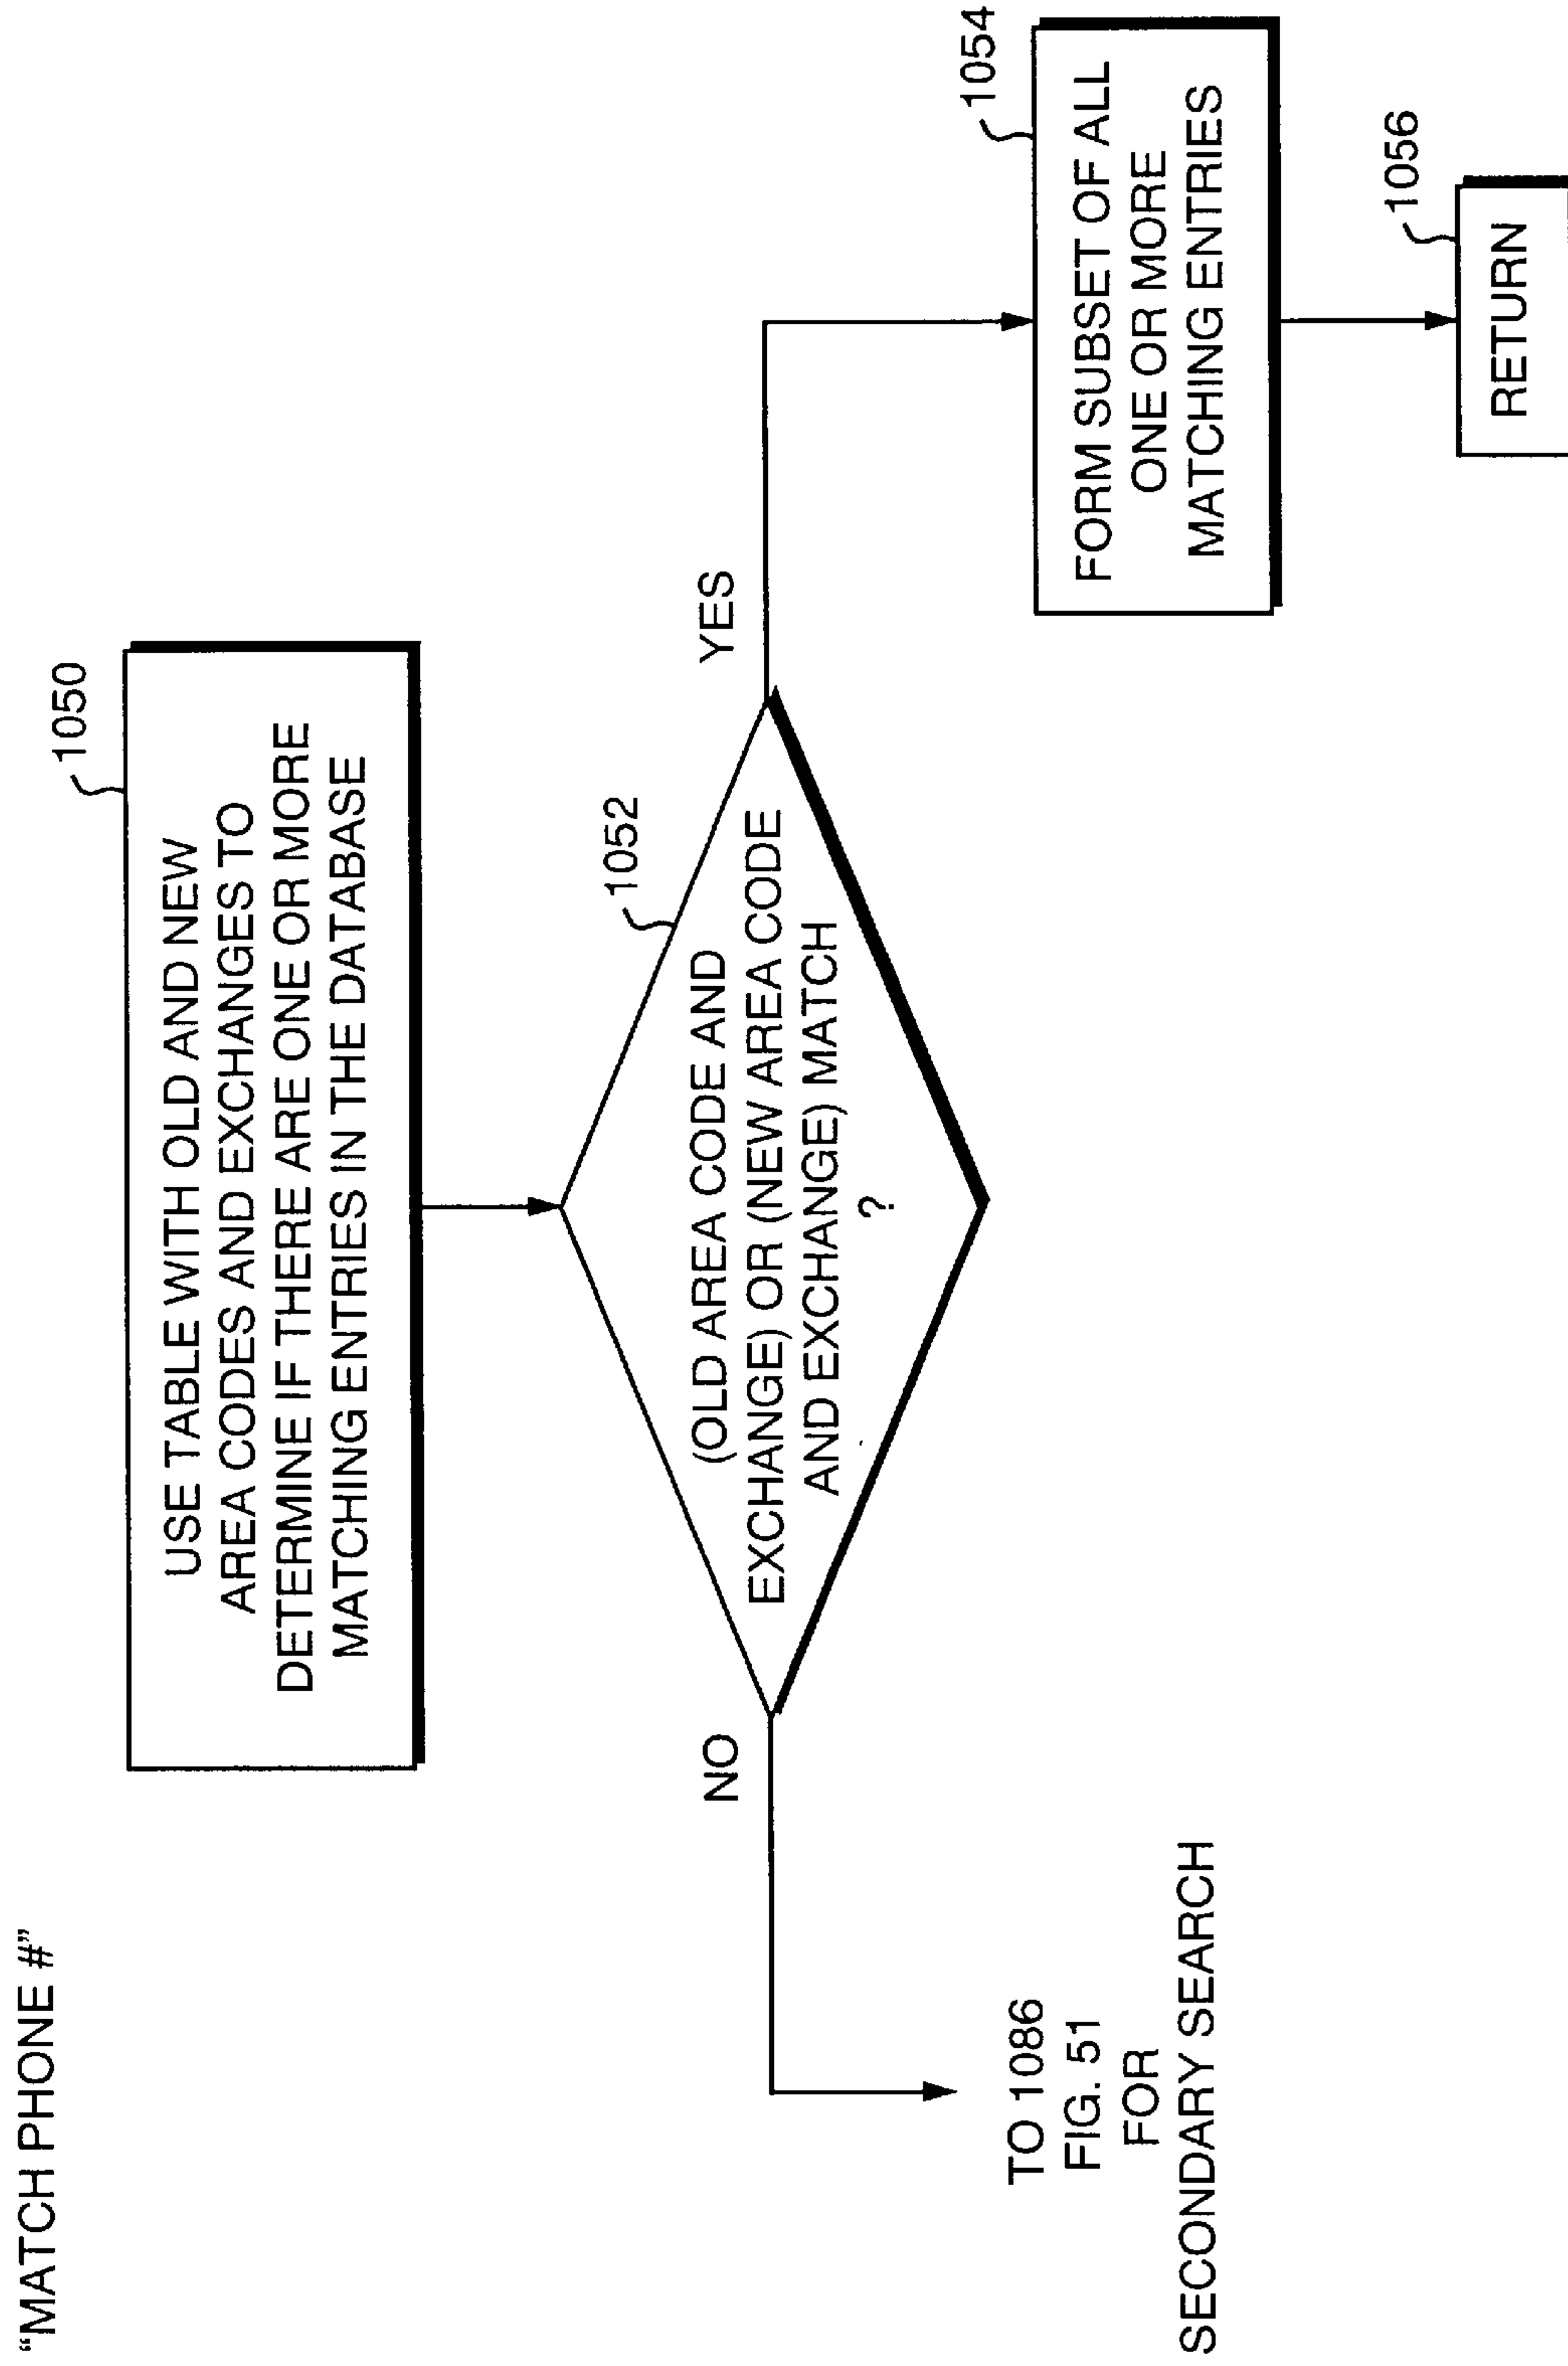 “MATCH PHONE #”
1050
USE TABLE WITH OLD AND NEW
AREA CODES AND EXCHANGES TO
DETERMINE IF THERE ARE ONE OR MORE
MATCHING ENTRIES IN THE DATABASE
1052
(OLD AREA CODE AND
EXCHANGE) OR (NEW AREA CODE
AND EXCHANGE) MATCH
?
NO
YES
TO 1086
FIG. 51
FOR
SECONDARY SEARCH
1054
FORM SUBSET OF ALL
ONE OR MORE
MATCHING ENTRIES
1056
RETURN